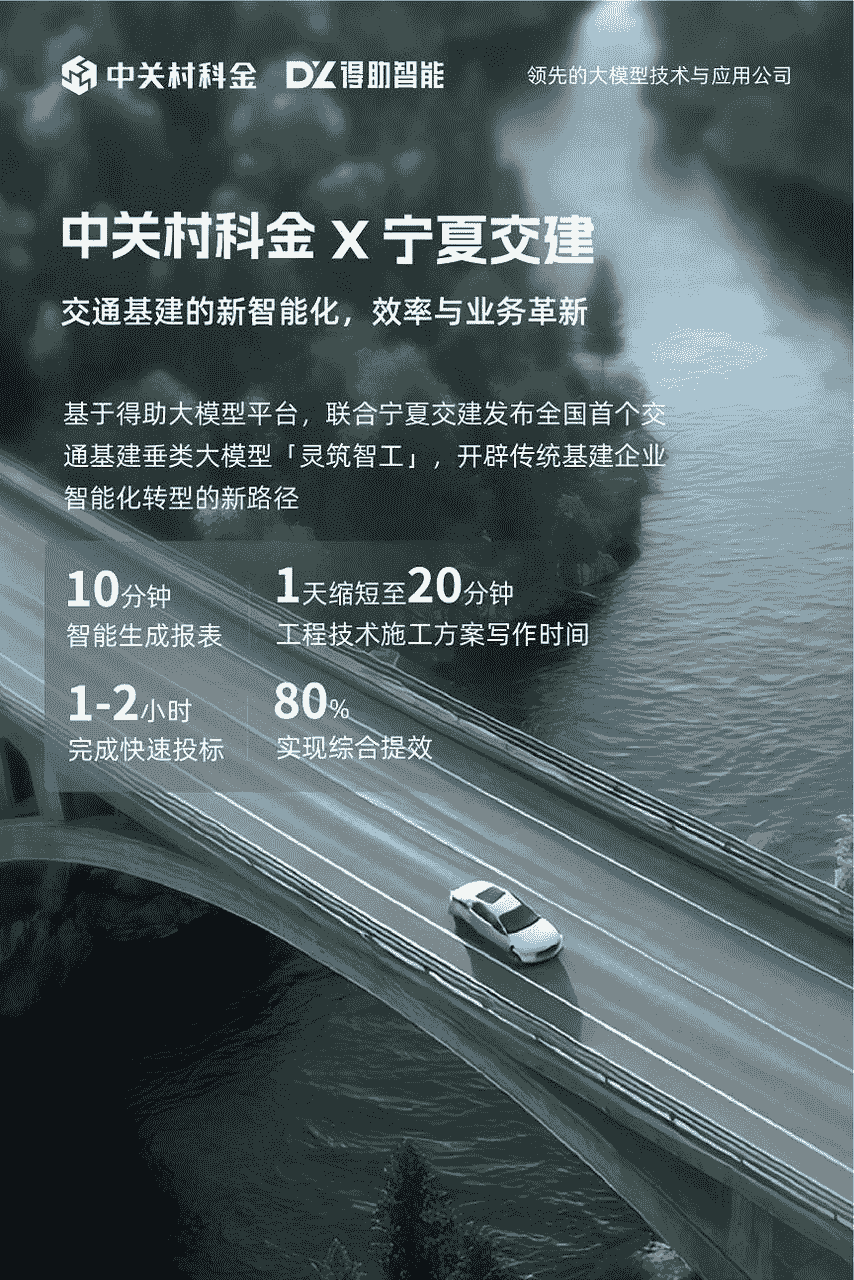 中关村科金 DZ得助智能 领先的大模型技术与应用公司
中关村科金 X 宁夏交建
交通基建的新智能化，效率与业务革新
基于得助大模型平台，联合宁夏交建发布全国首个交
通基建垂类大模型「灵筑智工」，开辟传统基建企业
智能化转型的新路径
10分钟 1天缩短至20分钟
智能生成报表 工程技术施工方案写作时间
1-2小时 80%
完成快速投标 实现综合提效